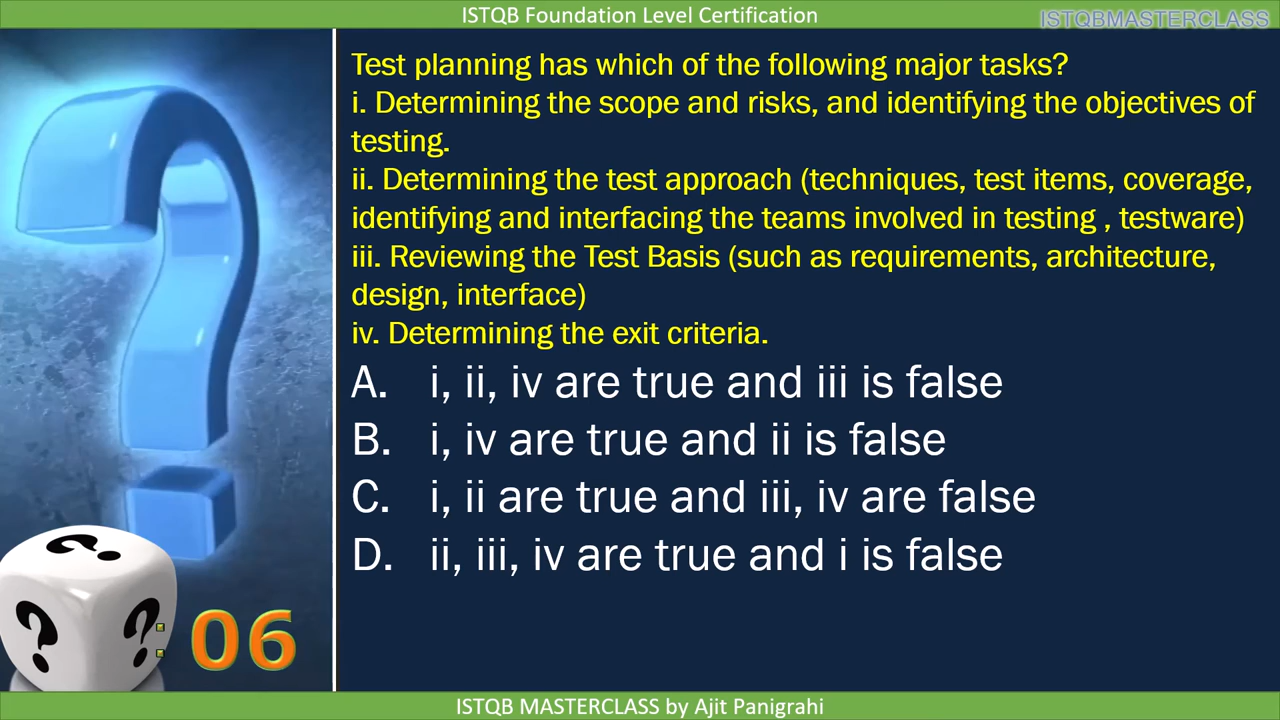 ISTQB Foundation Level Certification
ISTQBMASTERCLASS
Test planning has which of the following major tasks?
i. Determining the scope and risks, and identifying the objectives of
testing.
ii. Determining the test approach (techniques, test items, coverage,
identifying and interfacing the teams involved in testing , testware)
iii. Reviewing the Test Basis (such as requirements, architecture,
design, interface)
iv. Determining the exit criteria.
A. i, ii, iv are true and iii is false
B. i, iv are true and ii is false
C. i, ii are true and iii, iv are false
D. ii, iii, iv are true and i is false
? ? ?
06
ISTQB MASTERCLASS by Ajit Panigrahi